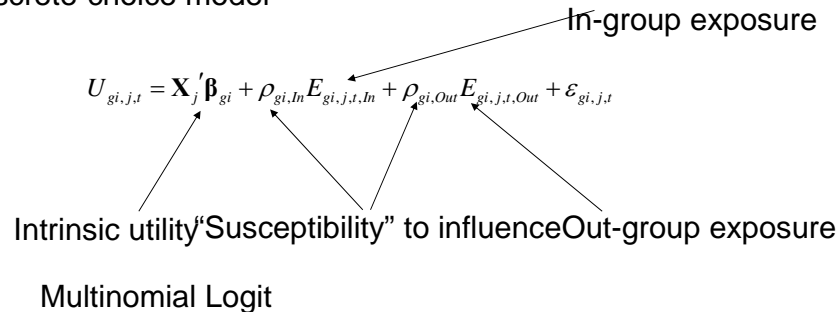 screte-choice model
In-group exposure
U_{gi,j,t} = X_j′β_{gi} + ρ_{gi,In}E_{gi,j,t,In} + ρ_{gi,Out}E_{gi,j,t,Out} + ε_{gi,j,t}
Intrinsic utility “Susceptibility” to influence Out-group exposure
Multinomial Logit